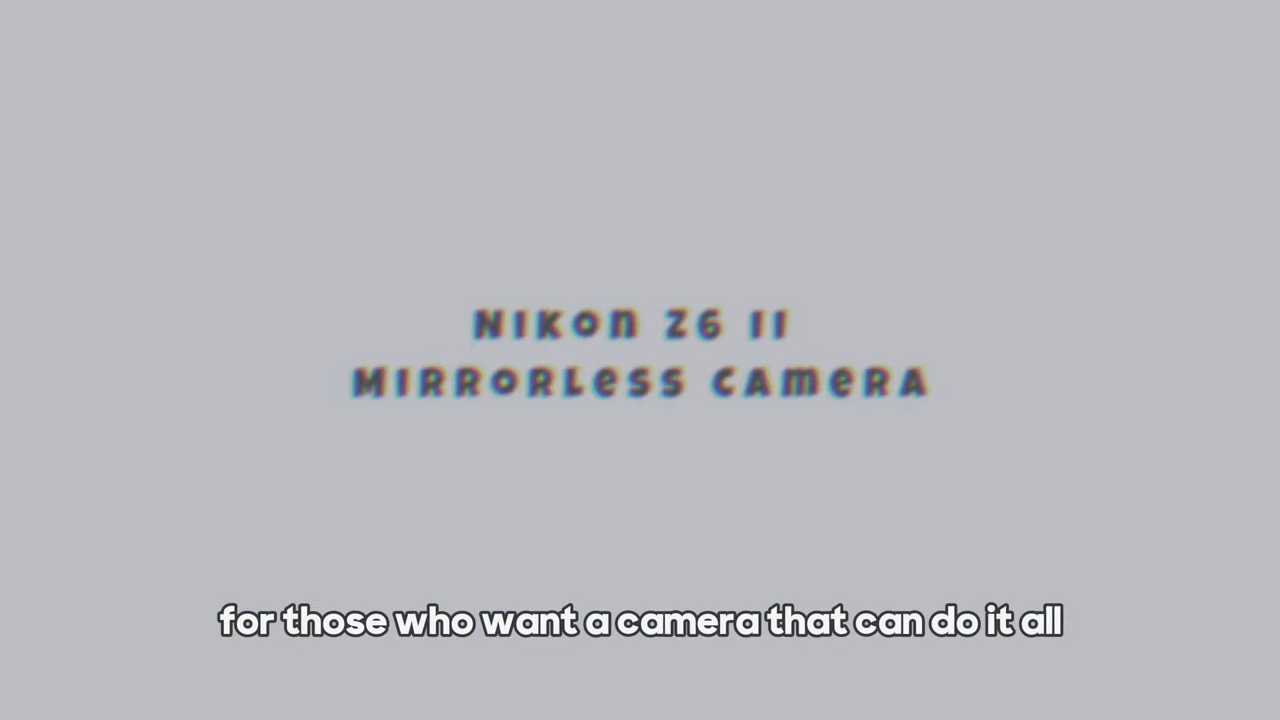 Nikon Z6 II
Mirrorless Camera
for those who want a camera that can do it all